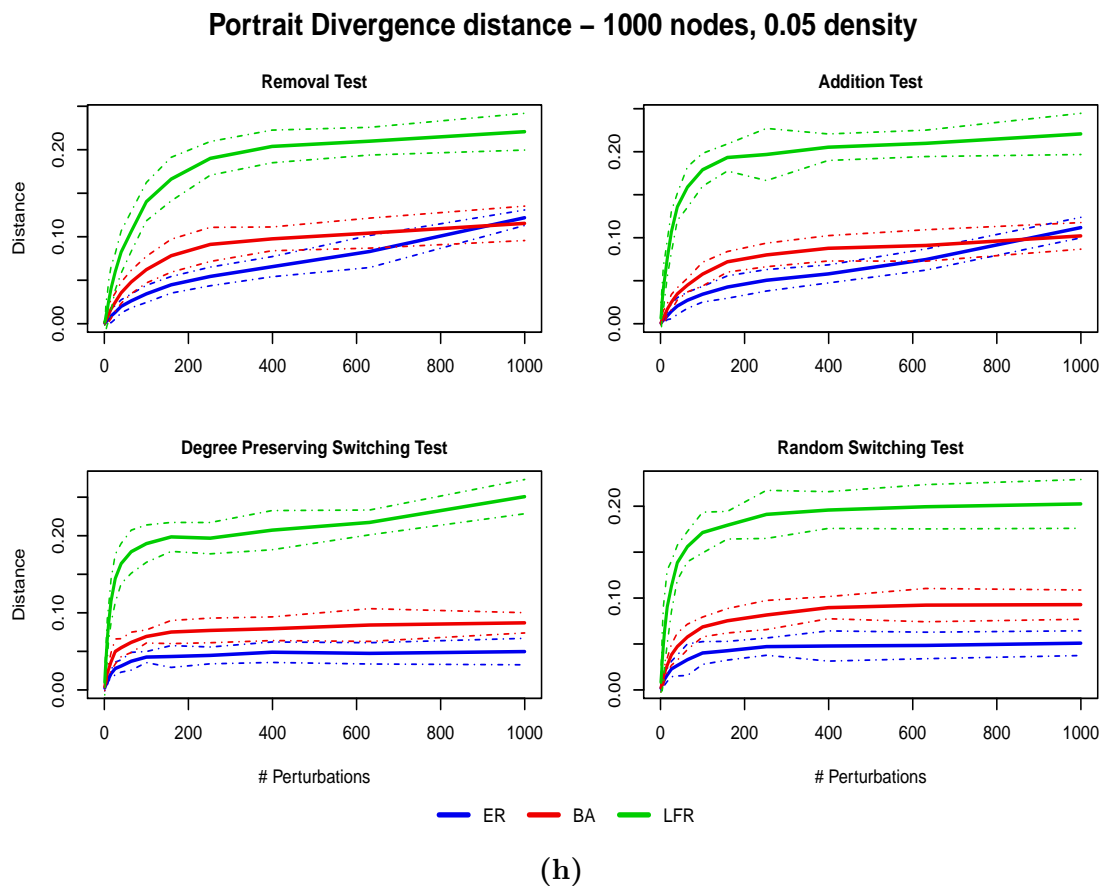 Portrait Divergence distance – 1000 nodes, 0.05 density
Removal Test
Addition Test
Distance
0.00 0.10 0.20
0 200 400 600 800 1000
0.00 0.10 0.20
0 200 400 600 800 1000
Degree Preserving Switching Test
Random Switching Test
Distance
0.00 0.10 0.20
0 200 400 600 800 1000
0.00 0.10 0.20
0 200 400 600 800 1000
# Perturbations
# Perturbations
ER BA LFR
(h)